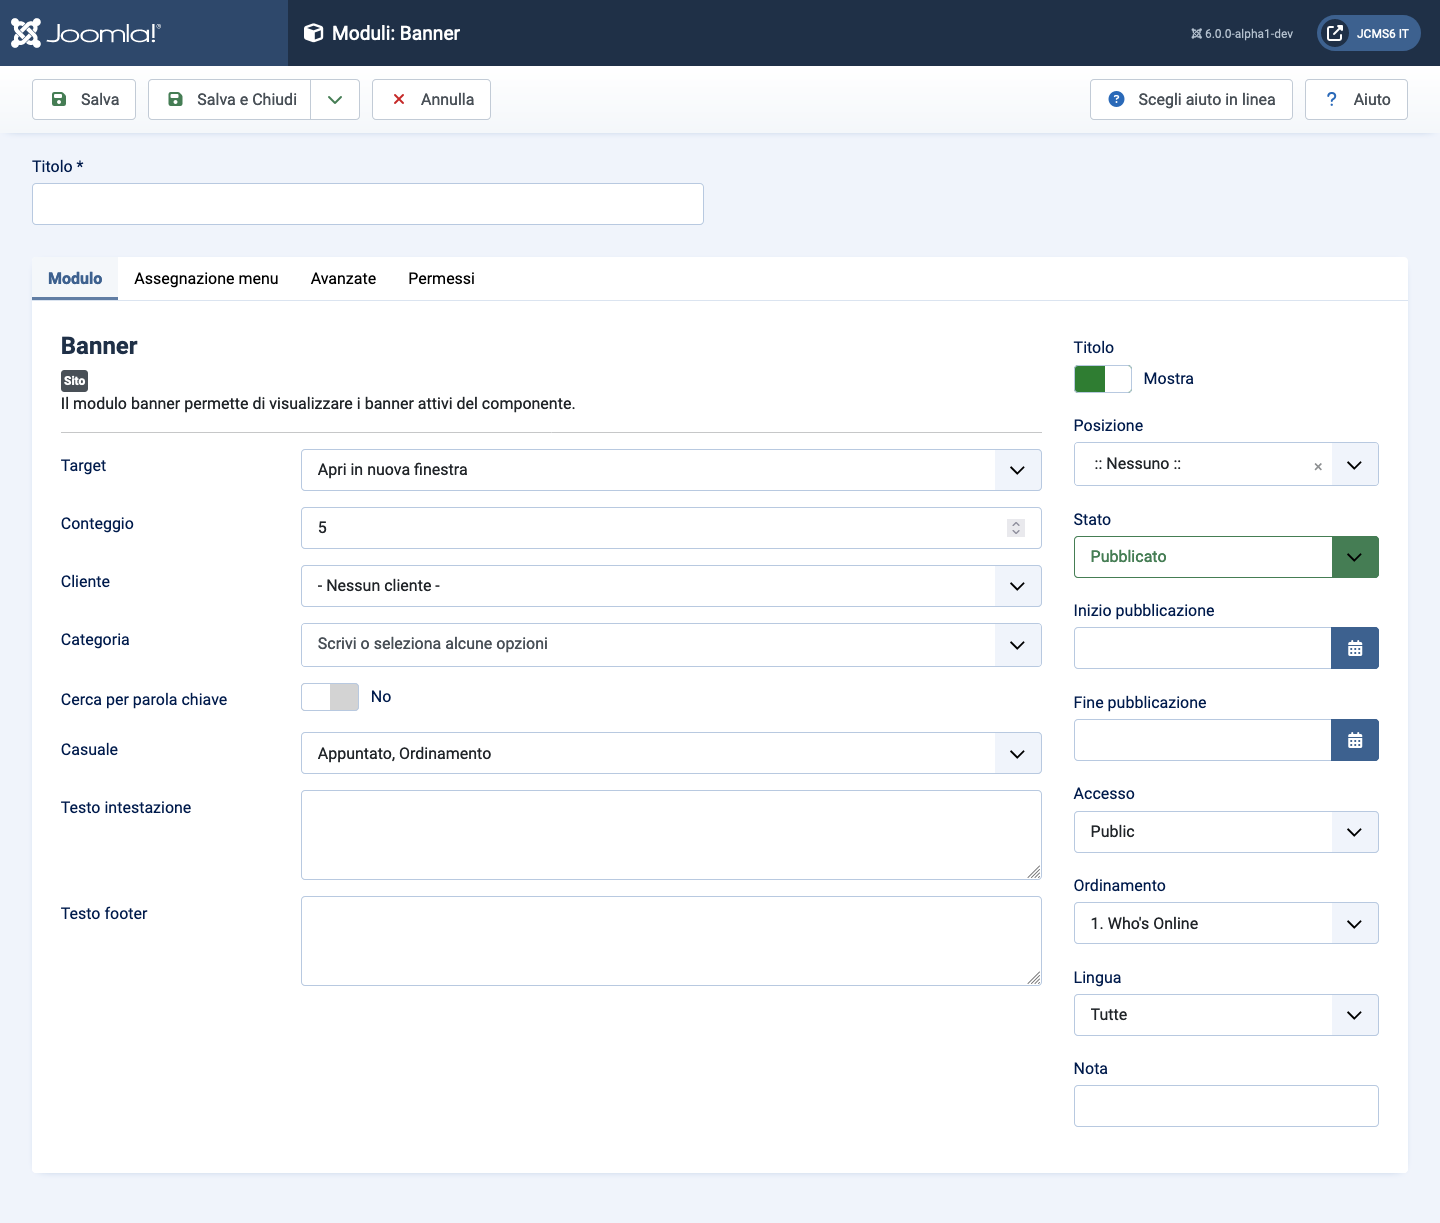 Joomla!®
Moduli: Banner
6.0.0-alpha1-dev
JCMS6 IT
Salva
Salva e Chiudi
Annulla
Scegli aiuto in linea
? Aiuto
Titolo *
Modulo
Assegnazione menu
Avanzate
Permessi
Banner
Sito
Il modulo banner permette di visualizzare i banner attivi del componente.
Target
Apri in nuova finestra
Conteggio
5
Cliente
- Nessun cliente -
Categoria
Scrivi o seleziona alcune opzioni
Cerca per parola chiave
No
Casuale
Appuntato, Ordinamento
Testo intestazione
Testo footer
Titolo
Mostra
Posizione
:: Nessuno ::
×
Stato
Pubblicato
Inizio pubblicazione
Fine pubblicazione
Accesso
Public
Ordinamento
1. Who's Online
Lingua
Tutte
Nota